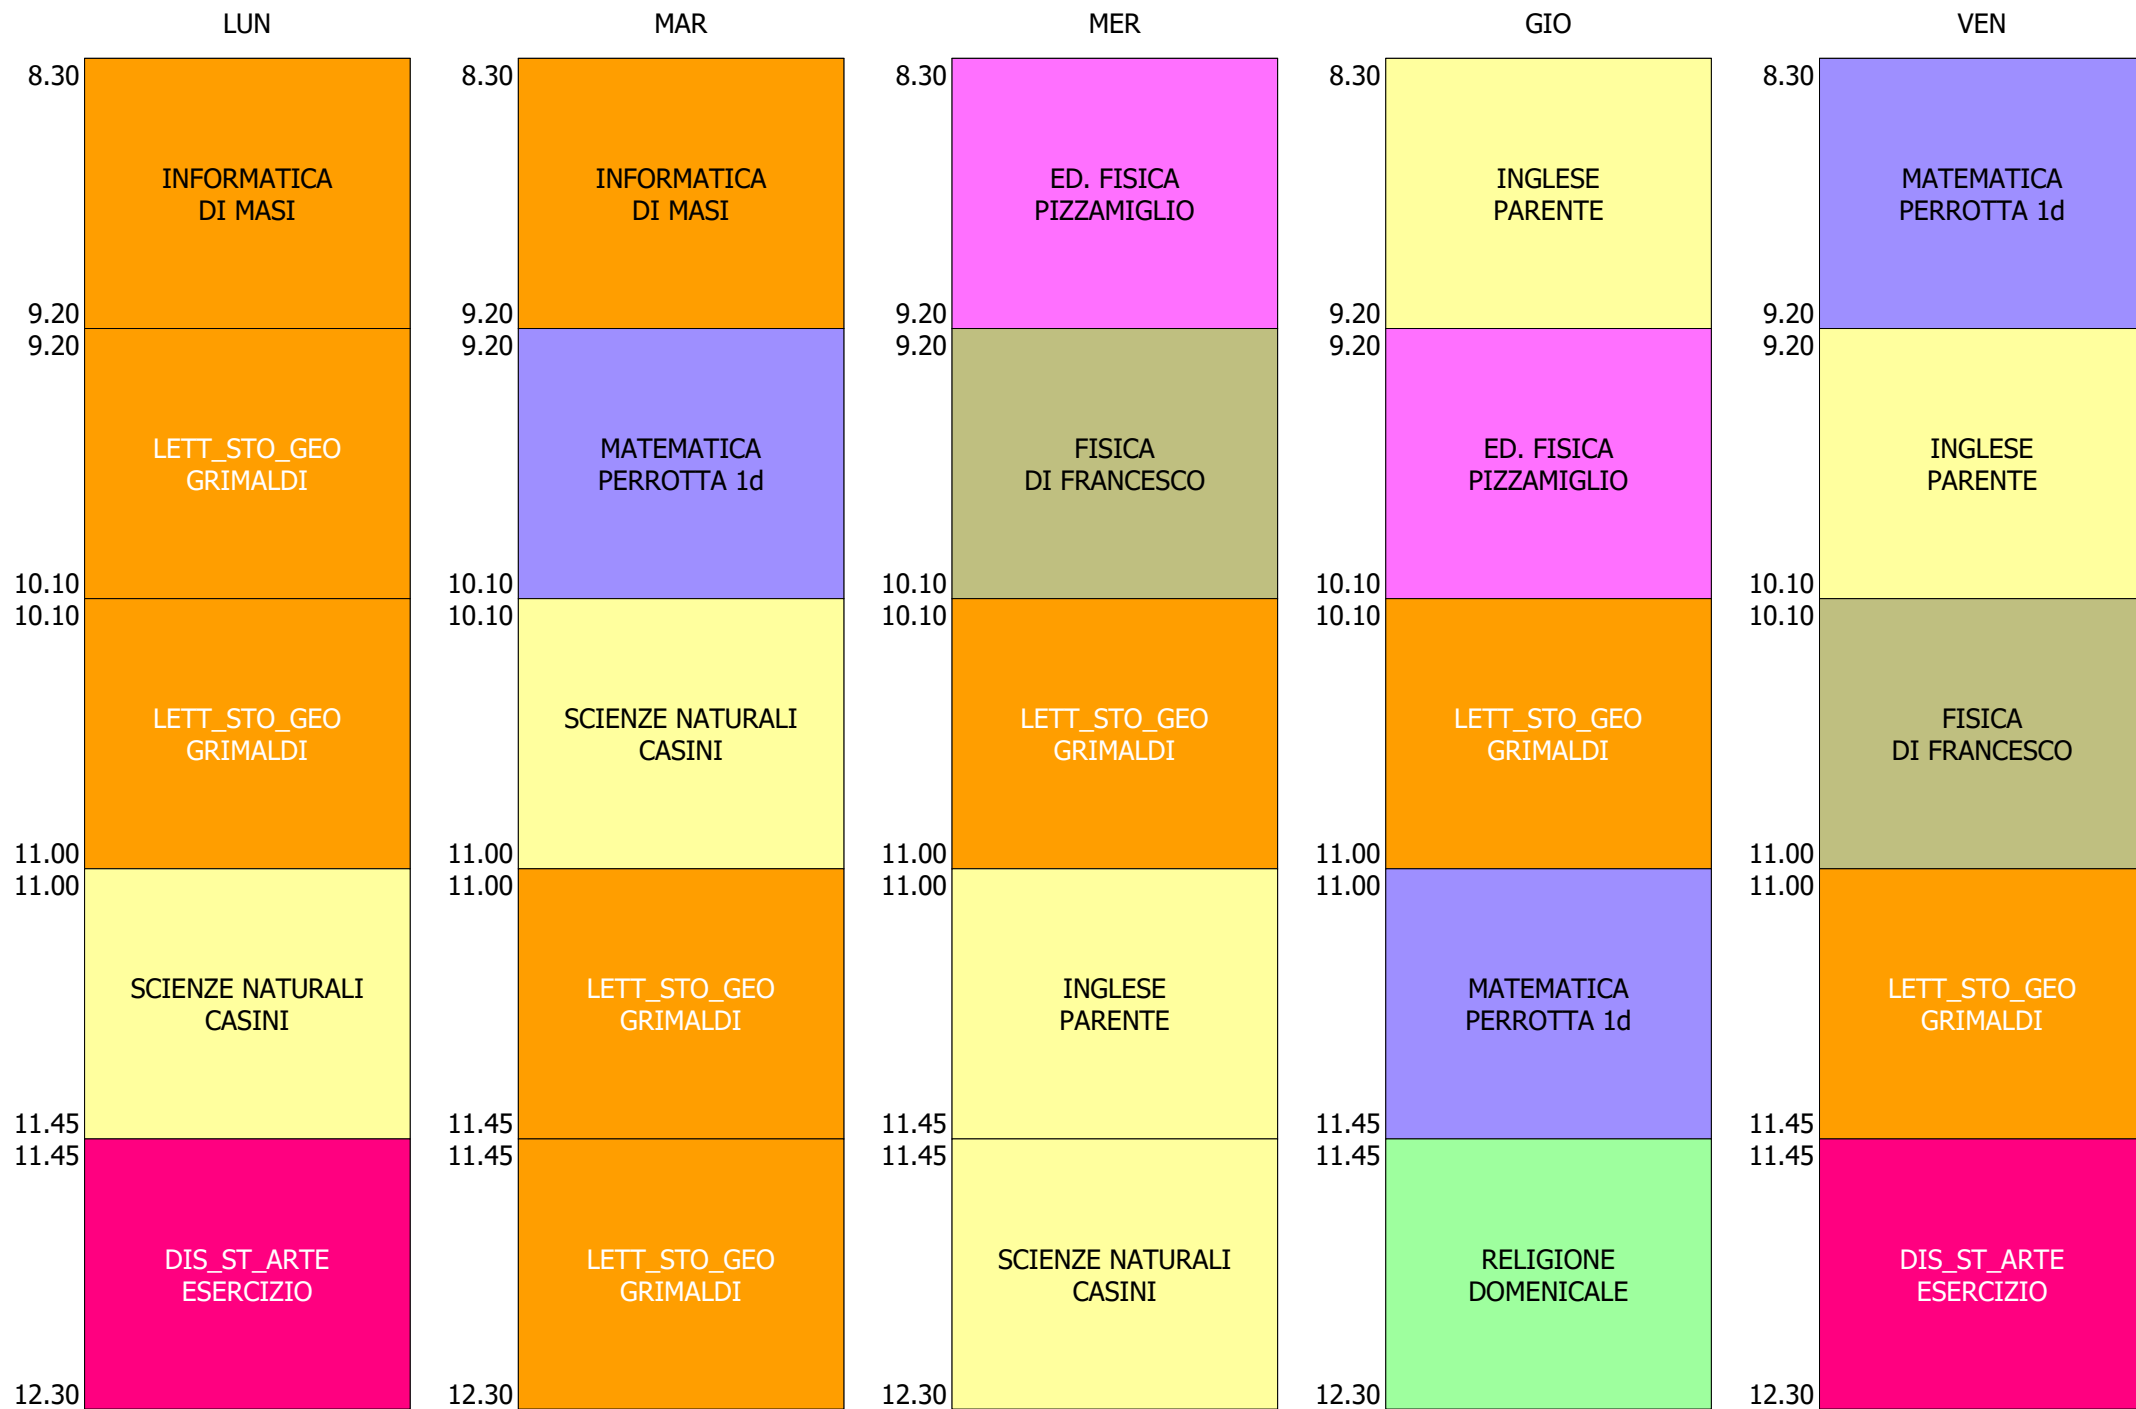 LUN MAR MER GIO VEN
8.30 8.30 8.30 8.30 8.30
INFORMATICA INFORMATICA ED. FISICA INGLESE MATEMATICA
DI MASI DI MASI PIZZAMIGLIO PARENTE PERROTTA 1d
9.20 9.20 9.20 9.20 9.20
9.20 9.20 9.20 9.20 9.20
LETT_STO_GEO MATEMATICA FISICA ED. FISICA INGLESE
GRIMALDI PERROTTA 1d DI FRANCESCO PIZZAMIGLIO PARENTE
10.10 10.10 10.10 10.10 10.10
10.10 10.10 10.10 10.10 10.10
LETT_STO_GEO SCIENZE NATURALI LETT_STO_GEO LETT_STO_GEO FISICA
GRIMALDI CASINI GRIMALDI GRIMALDI DI FRANCESCO
11.00 11.00 11.00 11.00 11.00
11.00 11.00 11.00 11.00 11.00
SCIENZE NATURALI LETT_STO_GEO INGLESE MATEMATICA LETT_STO_GEO
CASINI GRIMALDI PARENTE PERROTTA 1d GRIMALDI
11.45 11.45 11.45 11.45 11.45
11.45 11.45 11.45 11.45 11.45
DIS_ST_ARTE LETT_STO_GEO SCIENZE NATURALI RELIGIONE DIS_ST_ARTE
ESERCIZIO GRIMALDI CASINI DOMENICALE ESERCIZIO
12.30 12.30 12.30 12.30 12.30